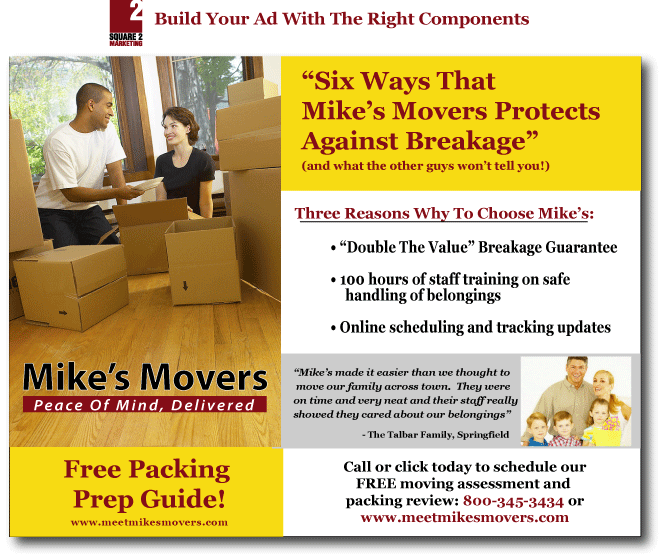 2
SQUARE 2
MARKETING
Build Your Ad With The Right Components
“Six Ways That
Mike’s Movers Protects
Against Breakage”
(and what the other guys won’t tell you!)
Three Reasons Why To Choose Mike’s:
• “Double The Value” Breakage Guarantee
• 100 hours of staff training on safe
handling of belongings
• Online scheduling and tracking updates
Mike’s Movers
Peace Of Mind, Delivered
“Mike’s made it easier than we thought to
move our family across town. They were
on time and very neat and their staff really
showed they cared about our belongings”
- The Talbar Family, Springfield
Free Packing
Prep Guide!
www.meetmikesmovers.com
Call or click today to schedule our
FREE moving assessment and
packing review: 800-345-3434 or
www.meetmikesmovers.com